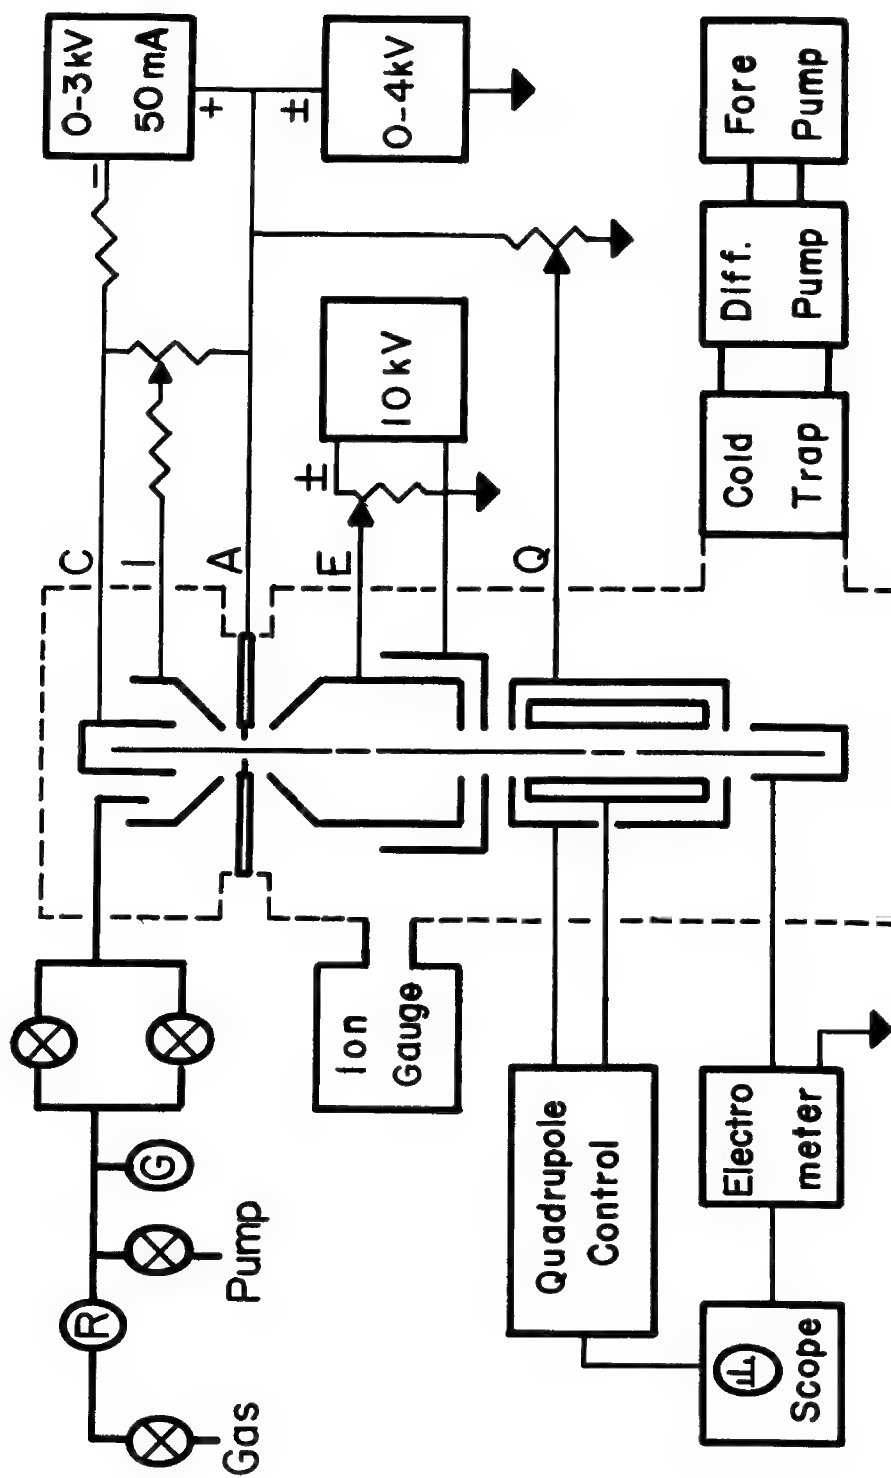 0-3kV
50mA
−
+
±
0-4kV
C
I
A
E
Q
±
10kV
Fore
Pump
Diff.
Pump
Cold
Trap
Ion
Gauge
G
R
Pump
Gas
Quadrupole
Control
Electro
meter
Scope